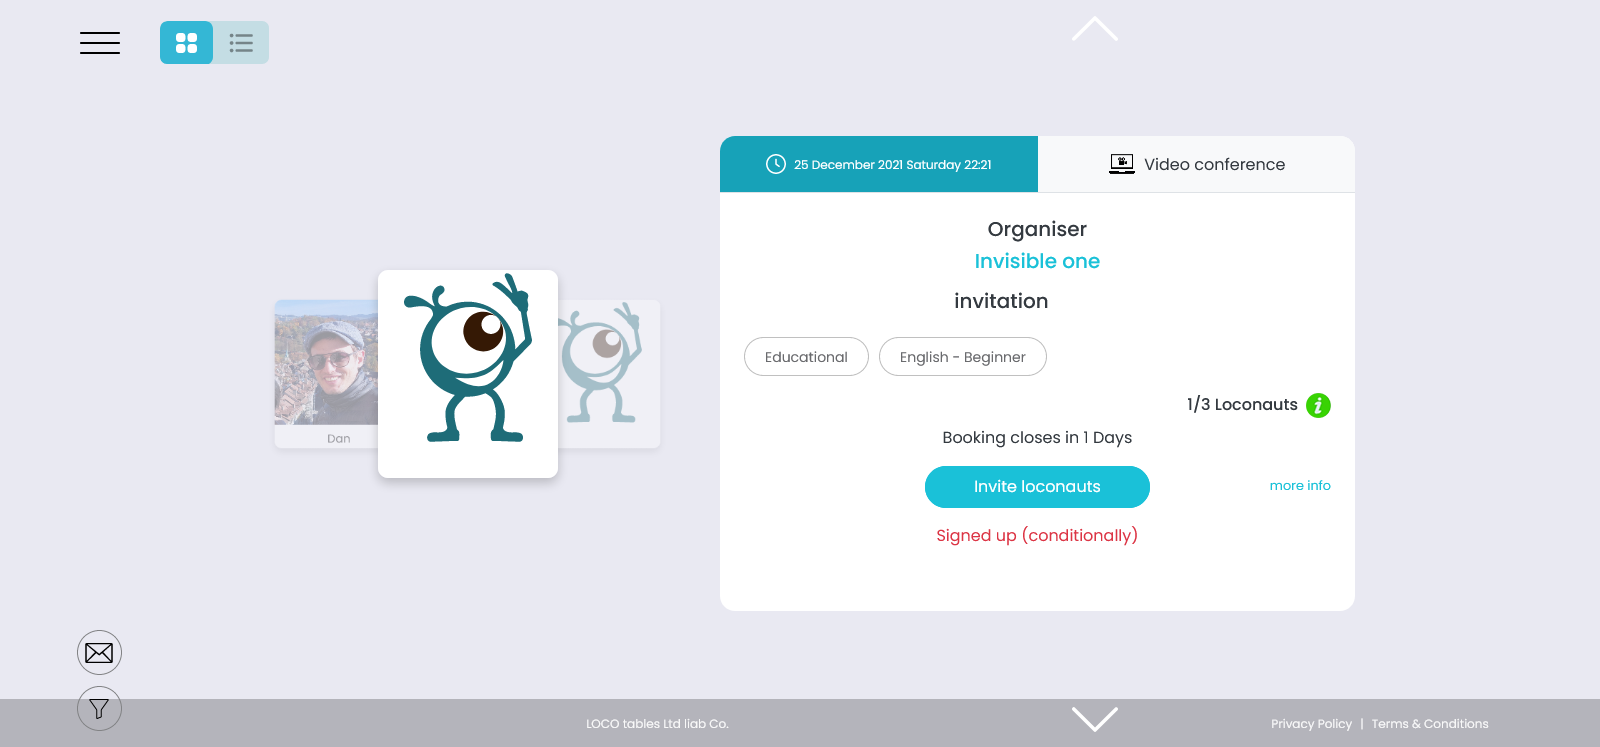 25 December 2021 Saturday 22:21
Video conference
Organiser
Invisible one
invitation
Educational
English - Beginner
1/3 Loconauts
Booking closes in 1 Days
Invite loconauts
more info
Signed up (conditionally)
Dan
LOCO tables Ltd liab Co.
Privacy Policy | Terms & Conditions